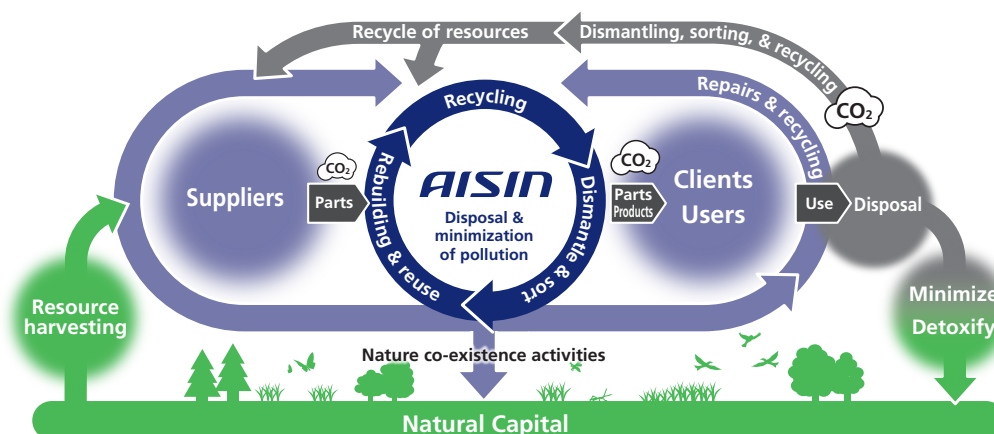 Recycle of resources
Dismantling, sorting, & recycling
Recycling
Repairs & recycling
CO₂
CO₂
CO₂
Suppliers
Parts
Rebuilding & reuse
AISIN
Disposal &
minimization
of pollution
Dismantle & sort
Parts
Products
Clients
Users
Use
Disposal
Resource
harvesting
Minimize
Detoxify
Nature co-existence activities
Natural Capital